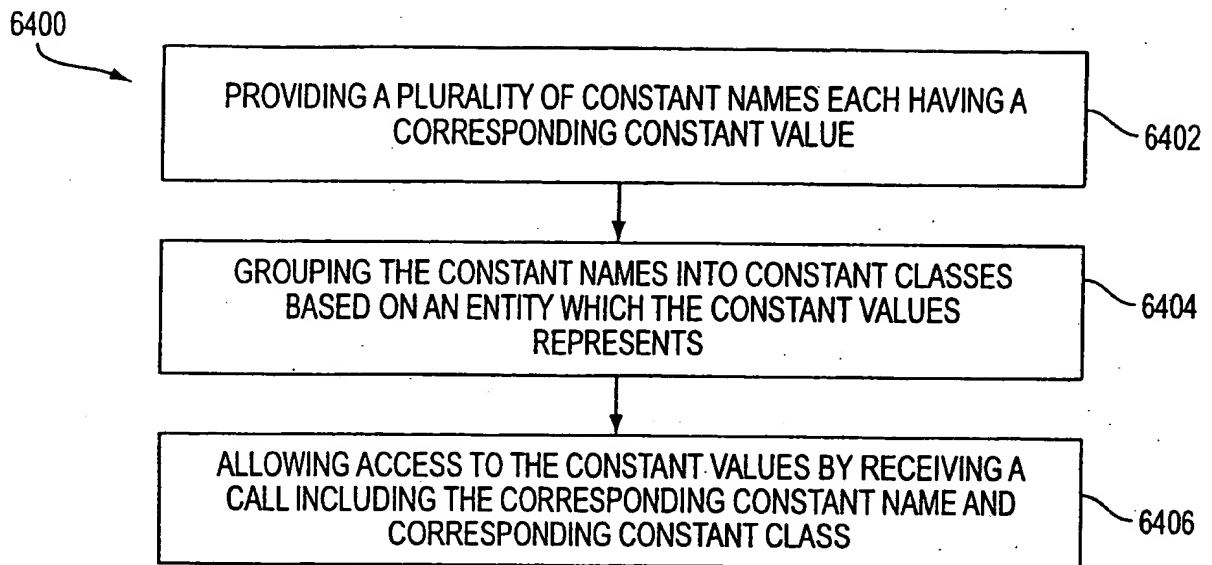 6400
PROVIDING A PLURALITY OF CONSTANT NAMES EACH HAVING A
CORRESPONDING CONSTANT VALUE
6402
GROUPING THE CONSTANT NAMES INTO CONSTANT CLASSES
BASED ON AN ENTITY WHICH THE CONSTANT VALUES
REPRESENTS
6404
ALLOWING ACCESS TO THE CONSTANT VALUES BY RECEIVING A
CALL INCLUDING THE CORRESPONDING CONSTANT NAME AND
CORRESPONDING CONSTANT CLASS
6406